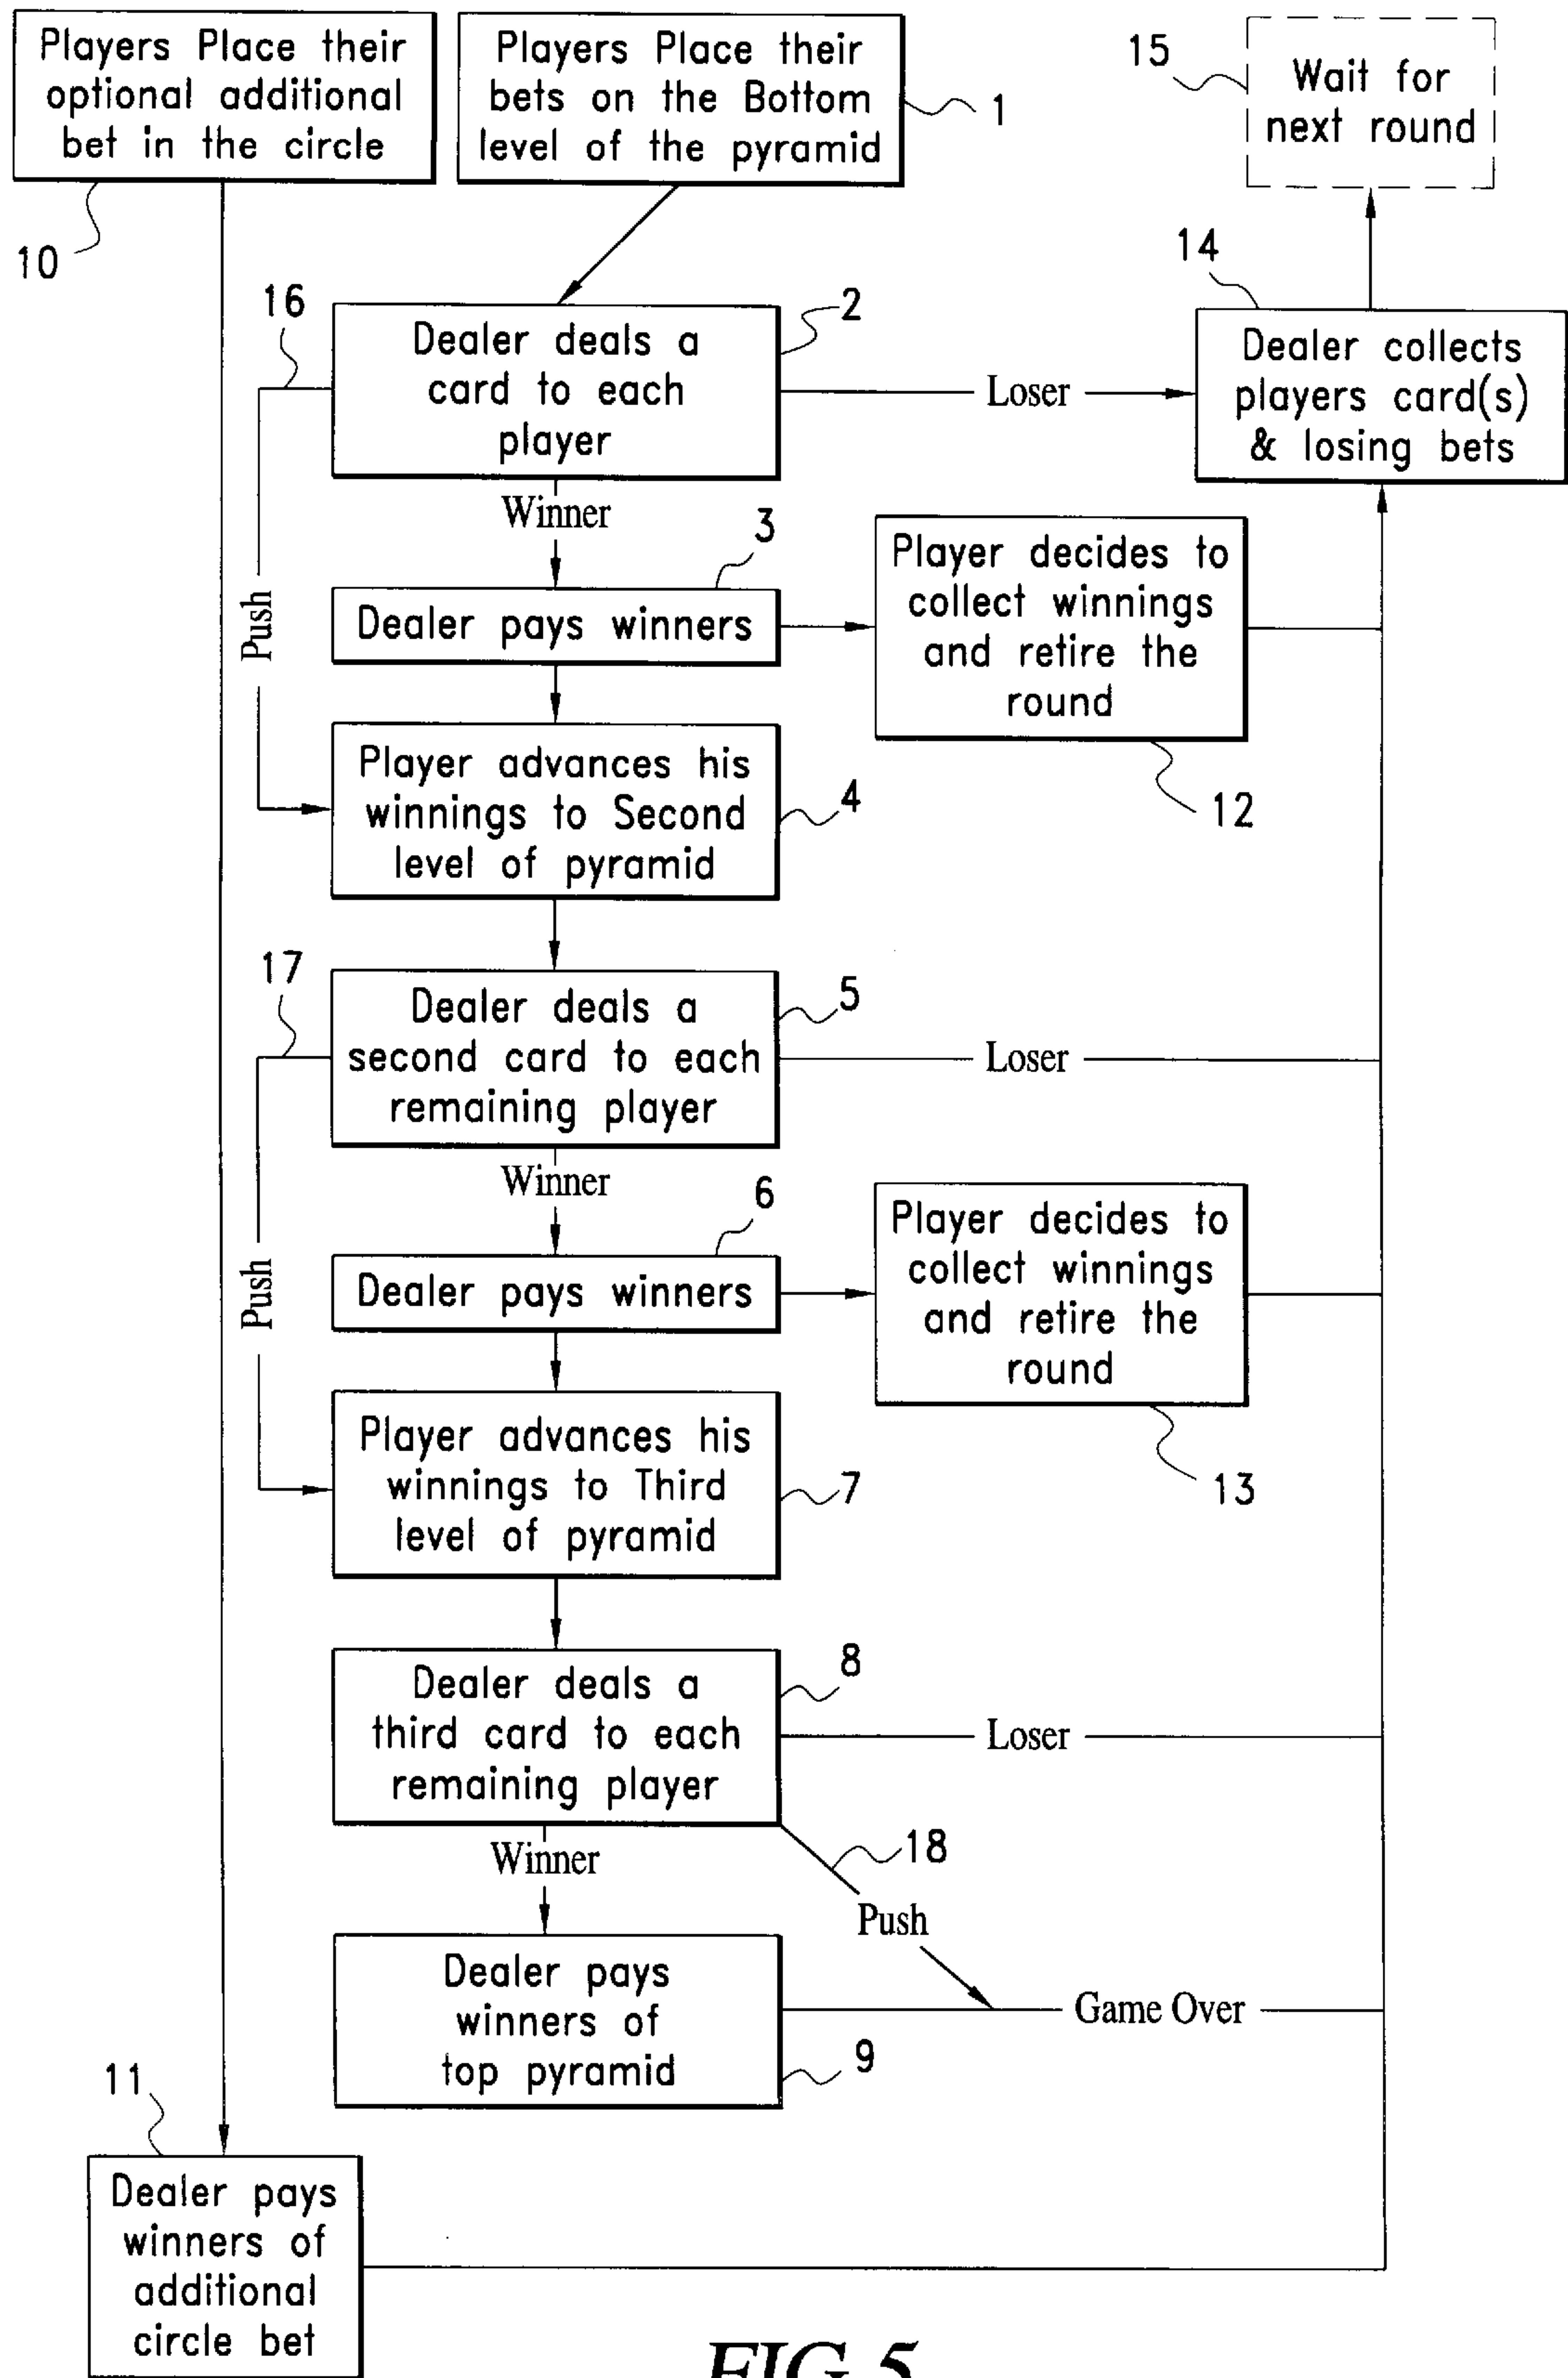 Players Place their
optional additional
bet in the circle
10
Players Place their
bets on the Bottom
level of the pyramid
1
15
Wait for
next round
14
Dealer collects
players card(s)
& losing bets
16
Dealer deals a
card to each
player
2
Loser
Push
Winner
3
Dealer pays winners
Player decides to
collect winnings
and retire the
round
12
Player advances his
winnings to Second
level of pyramid
4
17
Dealer deals a
second card to each
remaining player
5
Loser
Push
Winner
6
Dealer pays winners
Player decides to
collect winnings
and retire the
round
13
Player advances his
winnings to Third
level of pyramid
7
Dealer deals a
third card to each
remaining player
8
Loser
Winner
18
Push
Dealer pays
winners of
top pyramid
9
Game Over
11
Dealer pays
winners of
additional
circle bet
FIG.5